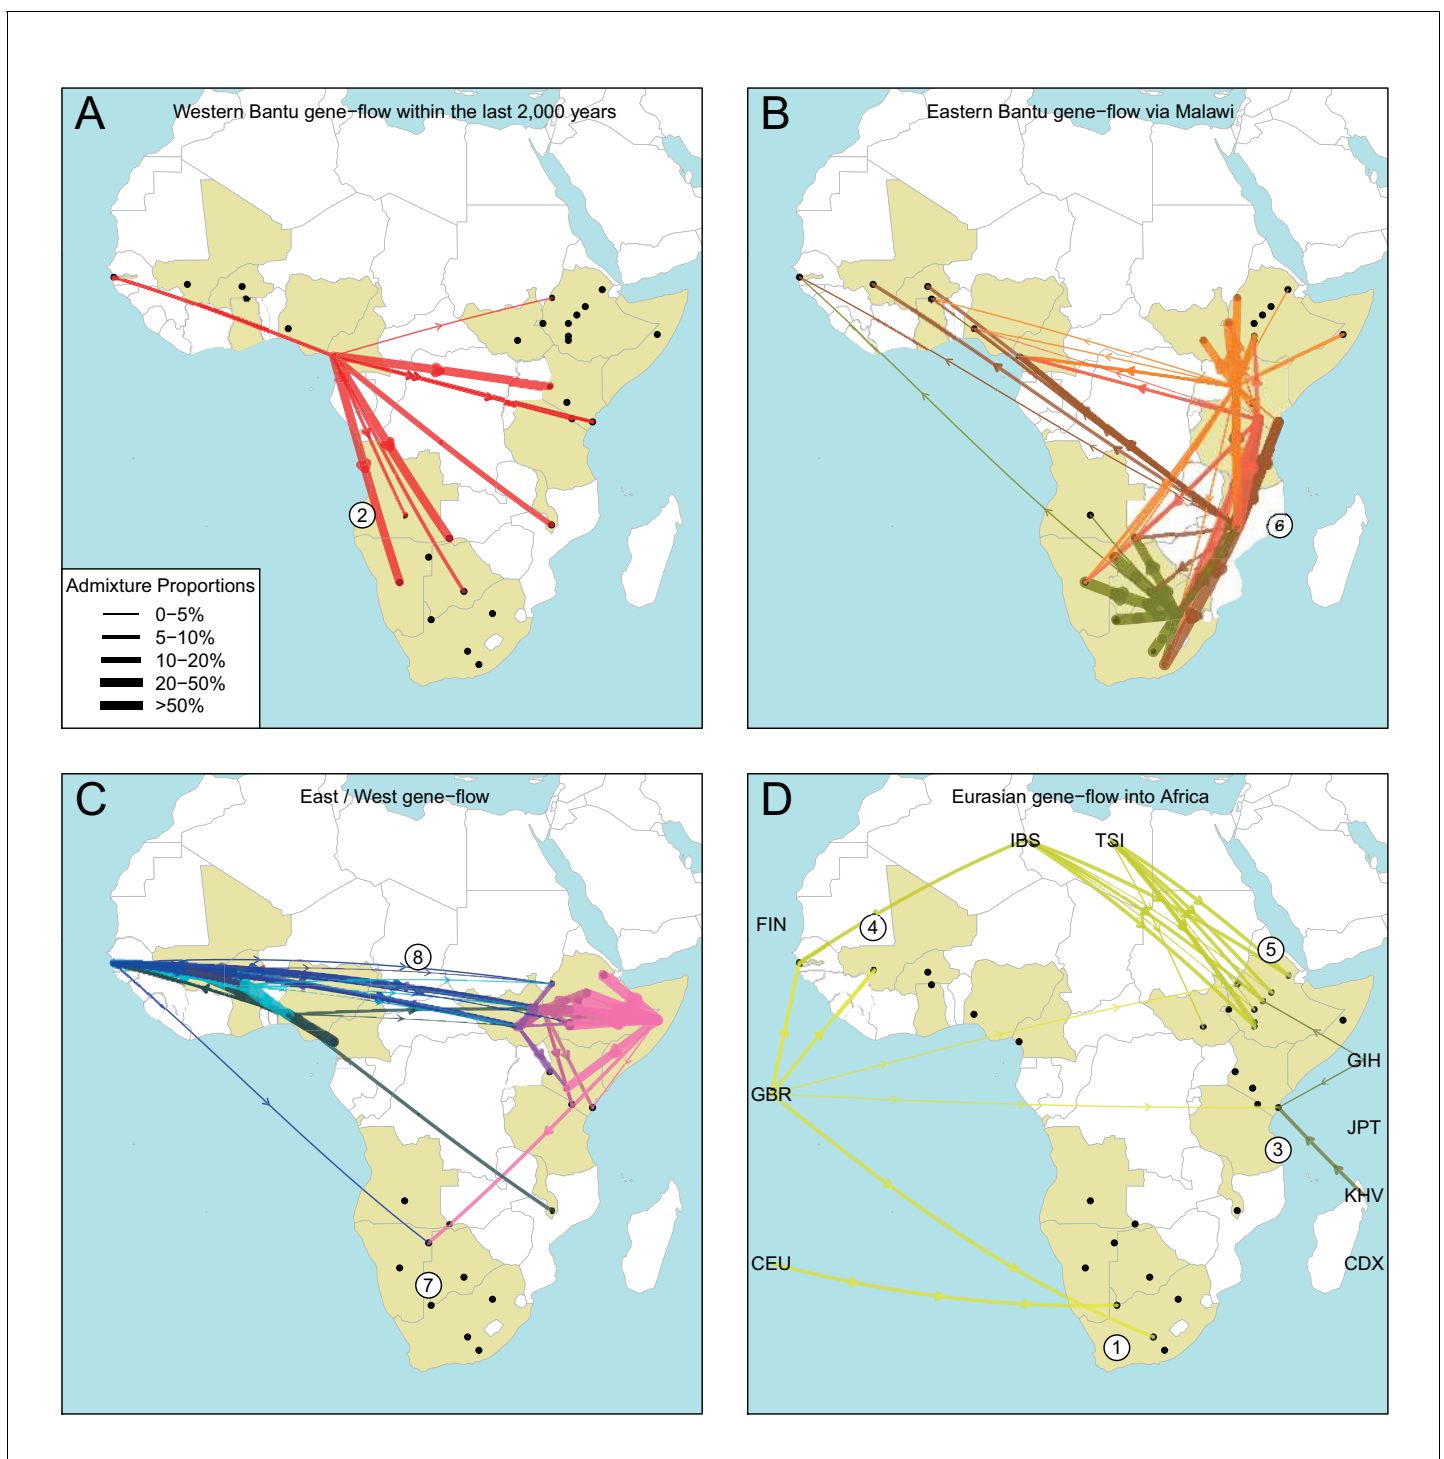 A
Western Bantu gene−flow within the last 2,000 years
2
Admixture Proportions
0−5%
5−10%
10−20%
20−50%
>50%
B
Eastern Bantu gene−flow via Malawi
6
C
East / West gene−flow
8
7
D
Eurasian gene−flow into Africa
IBS
TSI
FIN
4
5
GIH
GBR
JPT
3
KHV
CEU
CDX
1